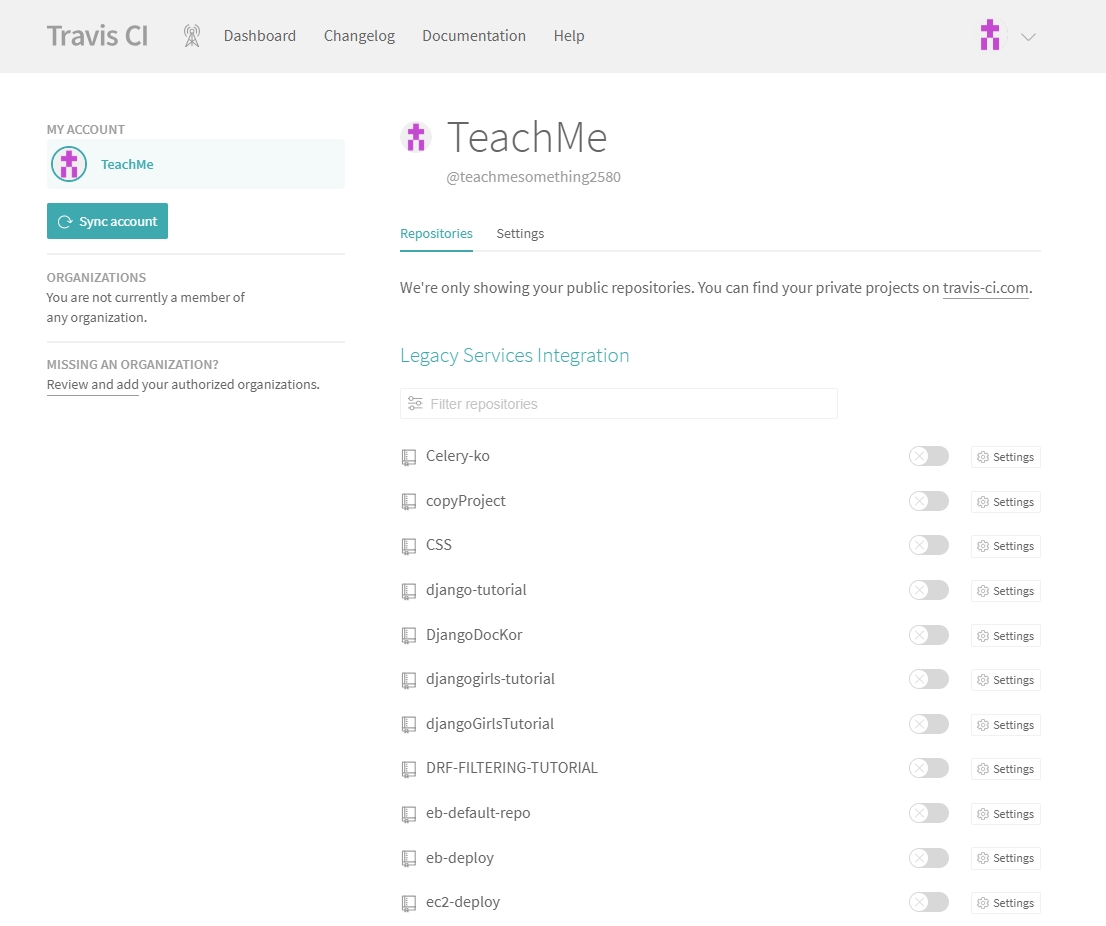 Travis CI
Dashboard
Changelog
Documentation
Help
MY ACCOUNT
TeachMe
Sync account
ORGANIZATIONS
You are not currently a member of
any organization.
MISSING AN ORGANIZATION?
Review and add your authorized organizations.
TeachMe
@teachmesomething2580
Repositories
Settings
We're only showing your public repositories. You can find your private projects on travis-ci.com.
Legacy Services Integration
Filter repositories
Celery-ko
Settings
copyProject
Settings
CSS
Settings
django-tutorial
Settings
DjangoDocKor
Settings
djangogirls-tutorial
Settings
djangoGirlsTutorial
Settings
DRF-FILTERING-TUTORIAL
Settings
eb-default-repo
Settings
eb-deploy
Settings
ec2-deploy
Settings